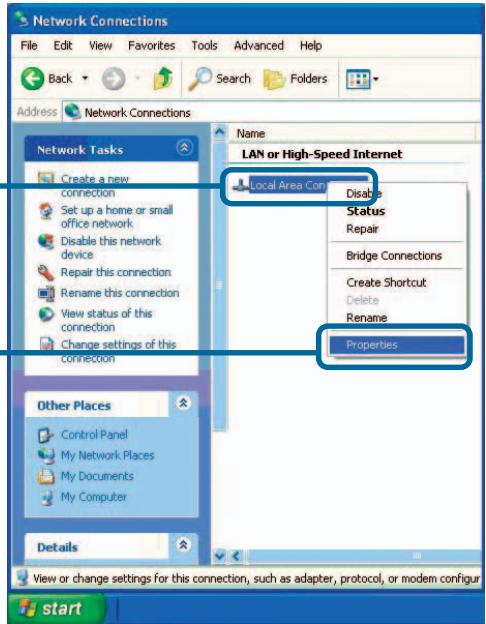 Network Connections
File Edit View Favorites Tools Advanced Help
Back Search Folders
Address Network Connections
Network Tasks
Create a new
connection
Set up a home or small
office network
Disable this network
device
Repair this connection
Rename this connection
View status of this
connection
Change settings of this
connection
Other Places
Control Panel
My Network Places
My Documents
My Computer
Details
Name
LAN or High-Speed Internet
Local Area Con
Disable
Status
Repair
Bridge Connections
Create Shortcut
Delete
Rename
Properties
View or change settings for this connection, such as adapter, protocol, or modem configur
start